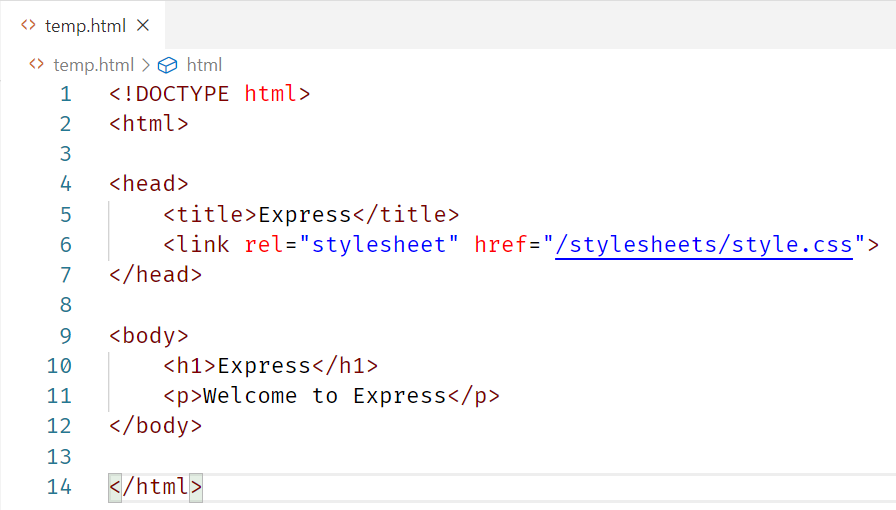 <> temp.html ×
<> temp.html > html
1 <!DOCTYPE html>
2 <html>
3
4 <head>
5     <title>Express</title>
6     <link rel="stylesheet" href="/stylesheets/style.css">
7 </head>
8
9 <body>
10     <h1>Express</h1>
11     <p>Welcome to Express</p>
12 </body>
13
14 </html>